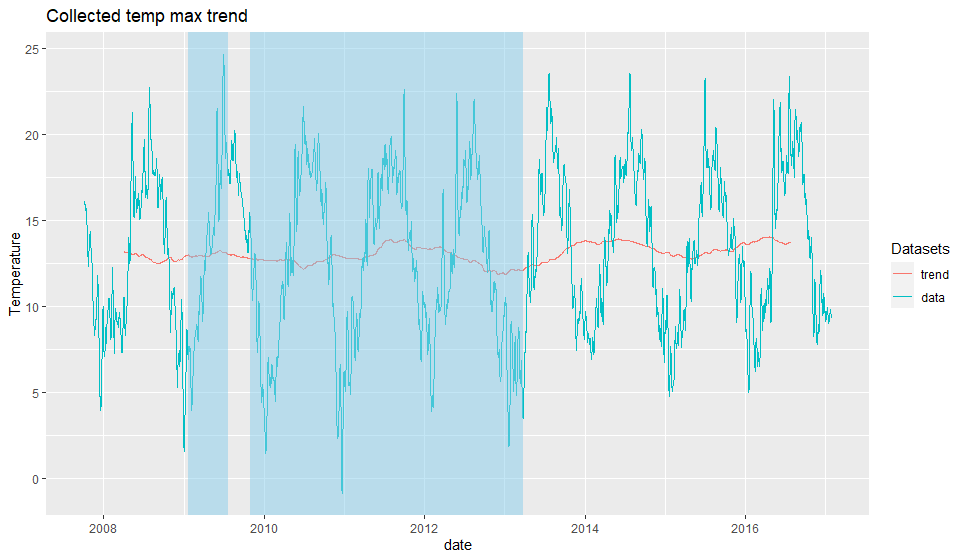 Collected temp max trend
25
20
15
10
5
0
Temperature
2008
2010
2012
2014
2016
date
Datasets
trend
data